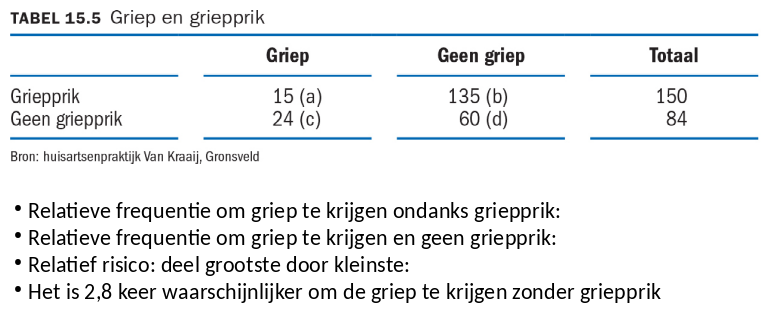 TABEL 15.5 Griep en griepprik
Griep Geen griep Totaal
Griepprik 15 (a) 135 (b) 150
Geen griepprik 24 (c) 60 (d) 84
Bron: huisartsenpraktijk Van Kraaij, Gronsveld
• Relatieve frequentie om griep te krijgen ondanks griepprik:
• Relatieve frequentie om griep te krijgen en geen griepprik:
• Relatief risico: deel grootste door kleinste:
• Het is 2,8 keer waarschijnlijker om de griep te krijgen zonder griepprik